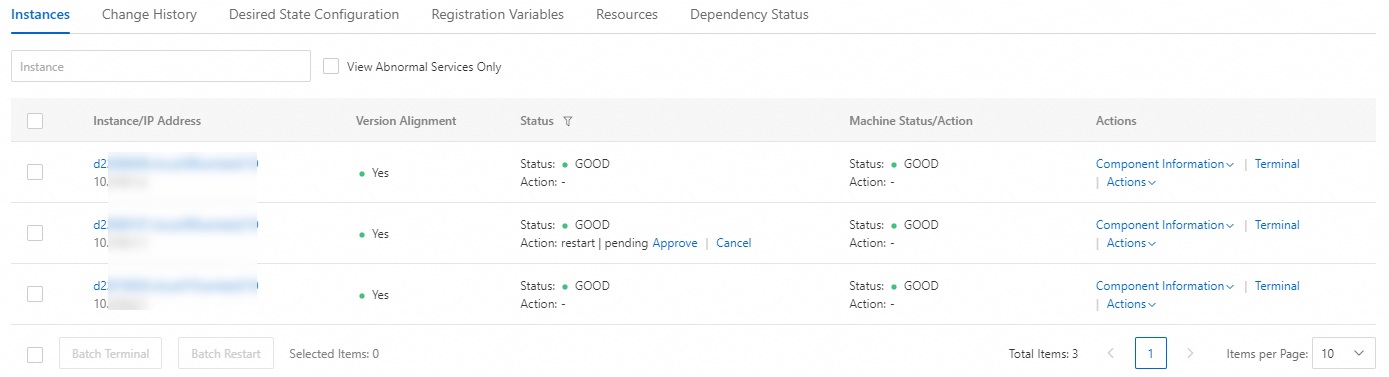 Instances Change History Desired State Configuration Registration Variables Resources Dependency Status
Instance View Abnormal Services Only
Instance/IP Address Version Alignment Status Machine Status/Action Actions
d2 Status: GOOD Status: GOOD Component Information | Terminal
10. Yes Action: - Action: - | Actions
d2 Status: GOOD Status: GOOD Component Information | Terminal
10. Yes Action: restart | pending Approve | Cancel Action: - | Actions
d2 Status: GOOD Status: GOOD Component Information | Terminal
10. Yes Action: - Action: - | Actions
Batch Terminal Batch Restart Selected Items: 0 Total Items: 3 < 1 > Items per Page: 10